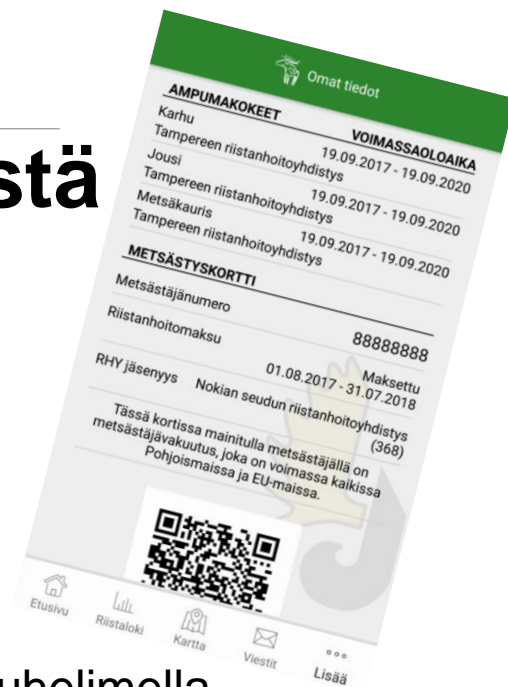 stä
Omat tiedot
AMPUMAKOKEET VOIMASSAOLOAIKA
Karhu
Tampereen riistanhoitoyhdistys 19.09.2017 - 19.09.2020
Jousi
Tampereen riistanhoitoyhdistys 19.09.2017 - 19.09.2020
Metsäkauris
Tampereen riistanhoitoyhdistys 19.09.2017 - 19.09.2020
METSÄSTYSKORTTI
Metsästäjänumero 88888888
Riistanhoitomaksu Maksettu
01.08.2017 - 31.07.2018
RHY jäsenyys Nokian seudun riistanhoitoyhdistys
(368)
Tässä kortissa mainitulla metsästäjällä on
metsästäjävakuutus, joka on voimassa kaikissa
Pohjoismaissa ja EU-maissa.
Etusivu Riistaloki Kartta Viestit Lisää
uhelimella